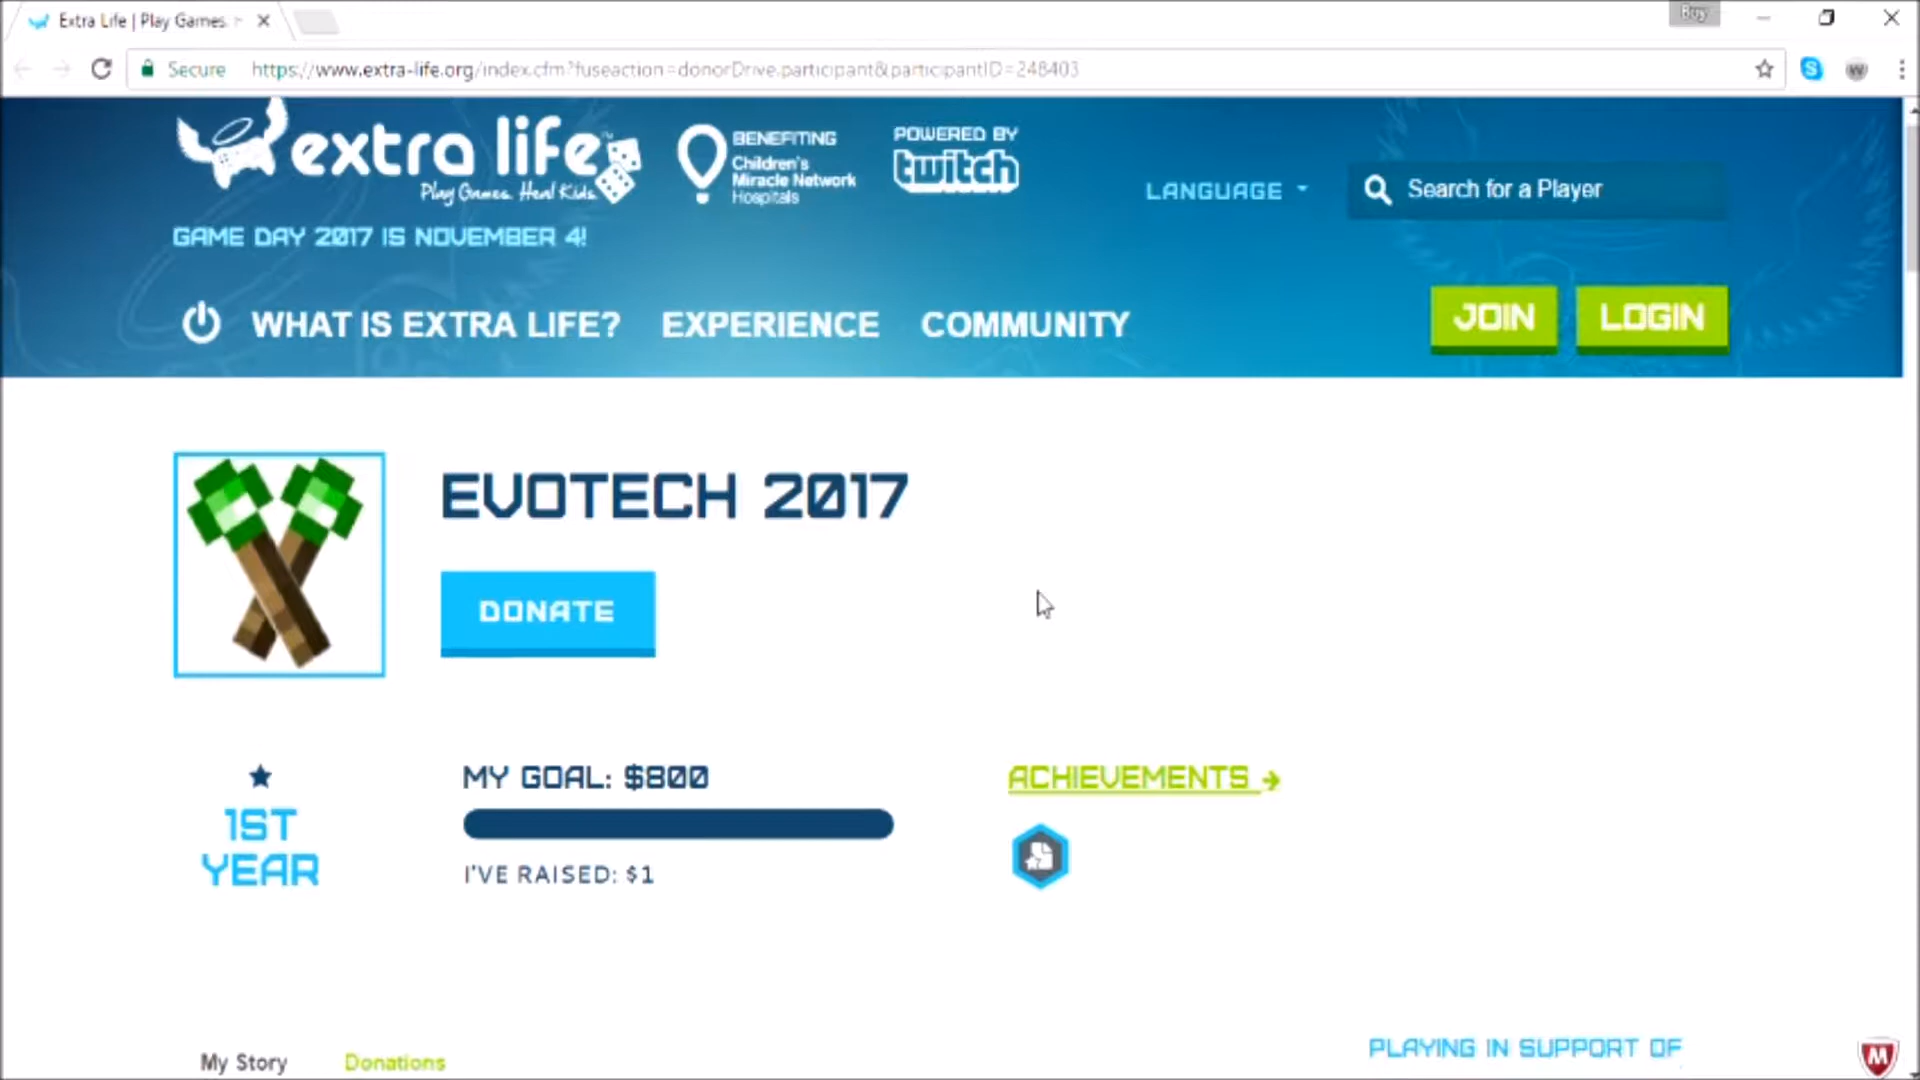 Extra Life | Play Games.
Buy
Secure https://www.extra-life.org/index.cfm?fuseaction=donorDrive.participant&participantID=248403
extra life
Play Games. Heal Kids.
BENEFITING
Children's
Miracle Network
Hospitals
POWERED BY
twitch
LANGUAGE
Search for a Player
GAME DAY 2017 IS NOVEMBER 4!
WHAT IS EXTRA LIFE? EXPERIENCE COMMUNITY
JOIN LOGIN
EVOTECH 2017
DONATE
1ST
YEAR
MY GOAL: $800
I'VE RAISED: $1
ACHIEVEMENTS
My Story Donations
PLAYING IN SUPPORT OF